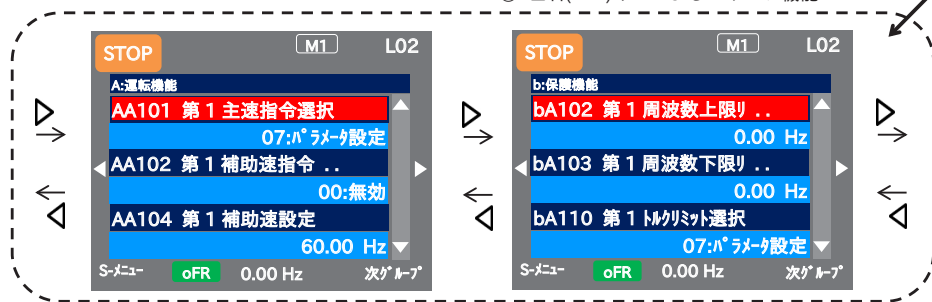 機能
STOP
M1
L02
A:運転機能
AA101 第1主速指令選択
07:パラメータ設定
AA102 第1補助速指令 ..
00:無効
AA104 第1補助速設定
60.00 Hz
S-メニュー oFR 0.00 Hz 次グループ
STOP
M1
L02
b:保護機能
bA102 第1周波数上限リ ..
0.00 Hz
bA103 第1周波数下限リ ..
0.00 Hz
bA110 第1トルクリミット選択
07:パラメータ設定
S-メニュー oFR 0.00 Hz 次グループ